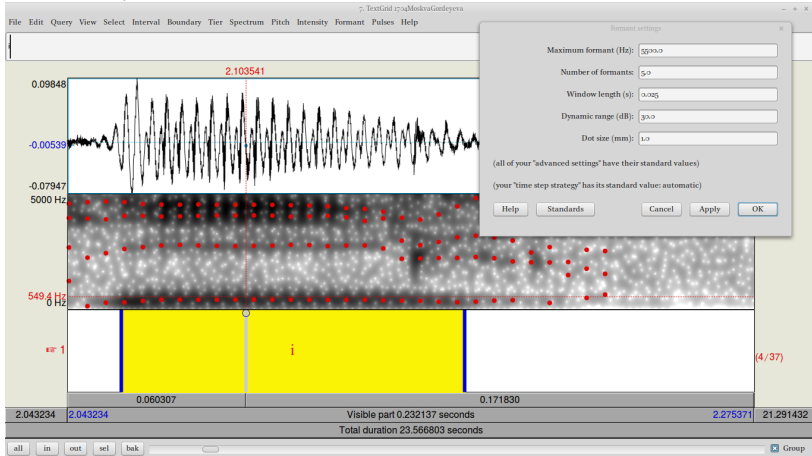 7. TextGrid 1704MoskvaGordeyeva
File Edit Query View Select Interval Boundary Tier Spectrum Pitch Intensity Formant Pulses Help
i
Formant settings
Maximum formant (Hz): 5500.0
Number of formants: 5.0
Window length (s): 0.025
Dynamic range (dB): 30.0
Dot size (mm): 1.0
(all of your "advanced settings" have their standard values)
(your "time step strategy" has its standard value: automatic)
Help Standards Cancel Apply OK
2.103541
0.09848
-0.00539
-0.07947
5000 Hz
549.4 Hz
0 Hz
☞ 1
i
(4/37)
0.060307 0.171830
2.043234 2.043234 Visible part 0.232137 seconds 2.275371 21.291432
Total duration 23.566803 seconds
all in out sel bak Group